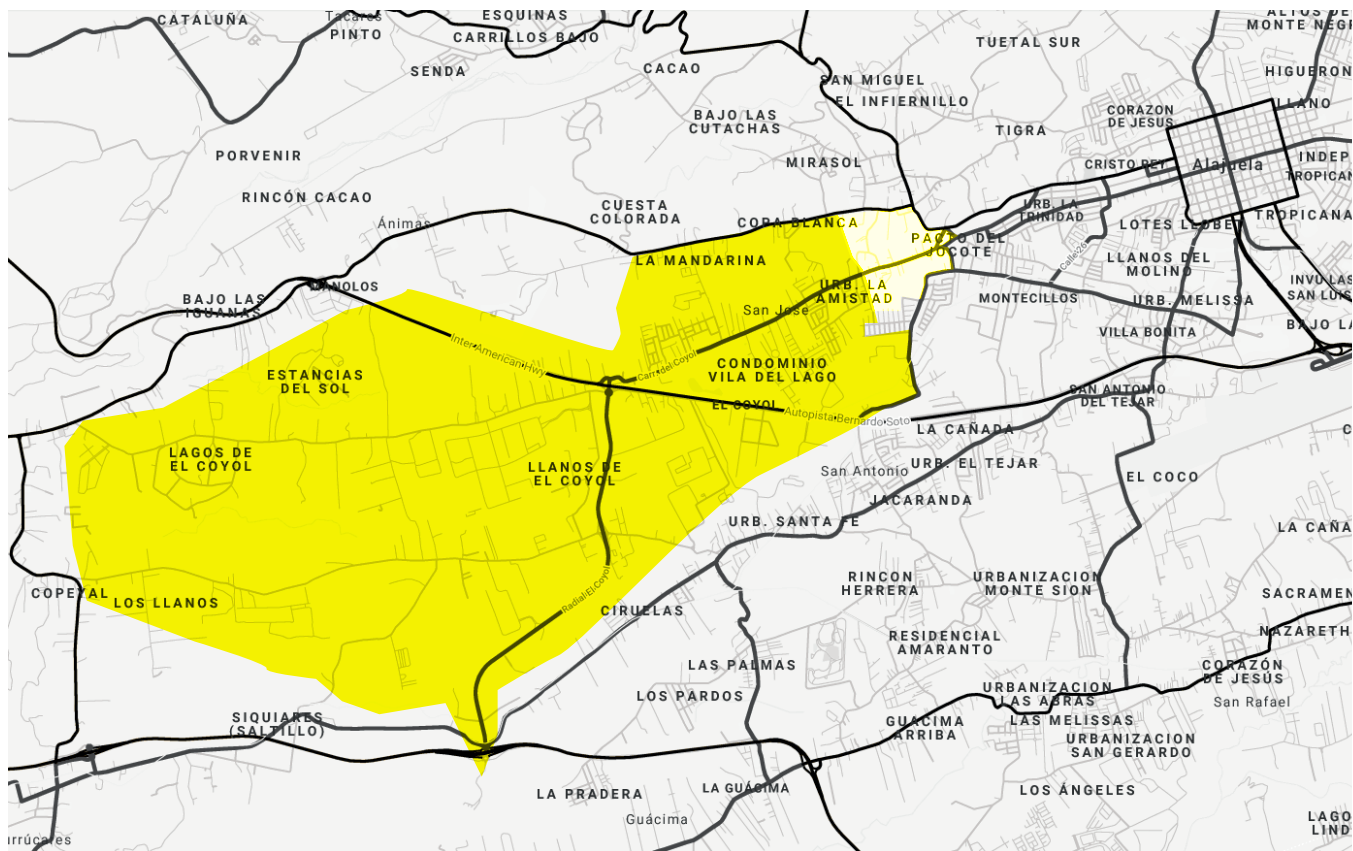 CATALUÑA
Tacares
PINTO
ESQUINAS
CARRILLOS BAJO
ALTOS DE
MONTE NEG
TUETAL SUR
SENDA
CACAO
SAN MIGUEL
HIGUERON
EL INFIERNILLO
LLANO
BAJO LAS
CUTACHAS
CORAZON
DE JESUS
TIGRA
PORVENIR
MIRASOL
CRISTO REY
Alajuela
INDEP
TROPICAN
RINCÓN CACAO
CUESTA
COLORADA
URB. LA
TRINIDAD
Ánimas
COPA BLANCA
LOTES LLOBET
TROPICANA
PACTO DEL
JOCOTE
Calle 26
LA MANDARINA
LLANOS DEL
MOLINO
MANOLOS
URB. LA
AMISTAD
INVU LAS
SAN LUIS
BAJO LAS
IGUANAS
San José
MONTECILLOS
URB. MELISSA
VILLA BONITA
BAJO LA
Inter-American Hwy
Carr. del Coyol
CONDOMINIO
VILA DEL LAGO
ESTANCIAS
DEL SOL
EL COYOL
Autopista Bernardo Soto
SAN ANTONIO
DEL TEJAR
LA CAÑADA
LAGOS DE
EL COYOL
LLANOS DE
EL COYOL
San Antonio
URB. EL TEJAR
EL COCO
JACARANDA
URB. SANTA FE
LA CAÑA
COPEYAL
LOS LLANOS
Radial El Coyol
CIRUELAS
RINCON
HERRERA
URBANIZACION
MONTE SION
SACRAMEN
NAZARETH
RESIDENCIAL
AMARANTO
LAS PALMAS
CORAZÓN
DE JESÚS
LOS PARDOS
URBANIZACION
LAS ABRAS
San Rafael
SIQUIARES
(SALTILLO)
GUÁCIMA
ARRIBA
LAS MELISSAS
URBANIZACION
SAN GERARDO
LA PRADERA
LA GUÁCIMA
LOS ÁNGELES
Guácima
LAGO
LIND
urrúcares